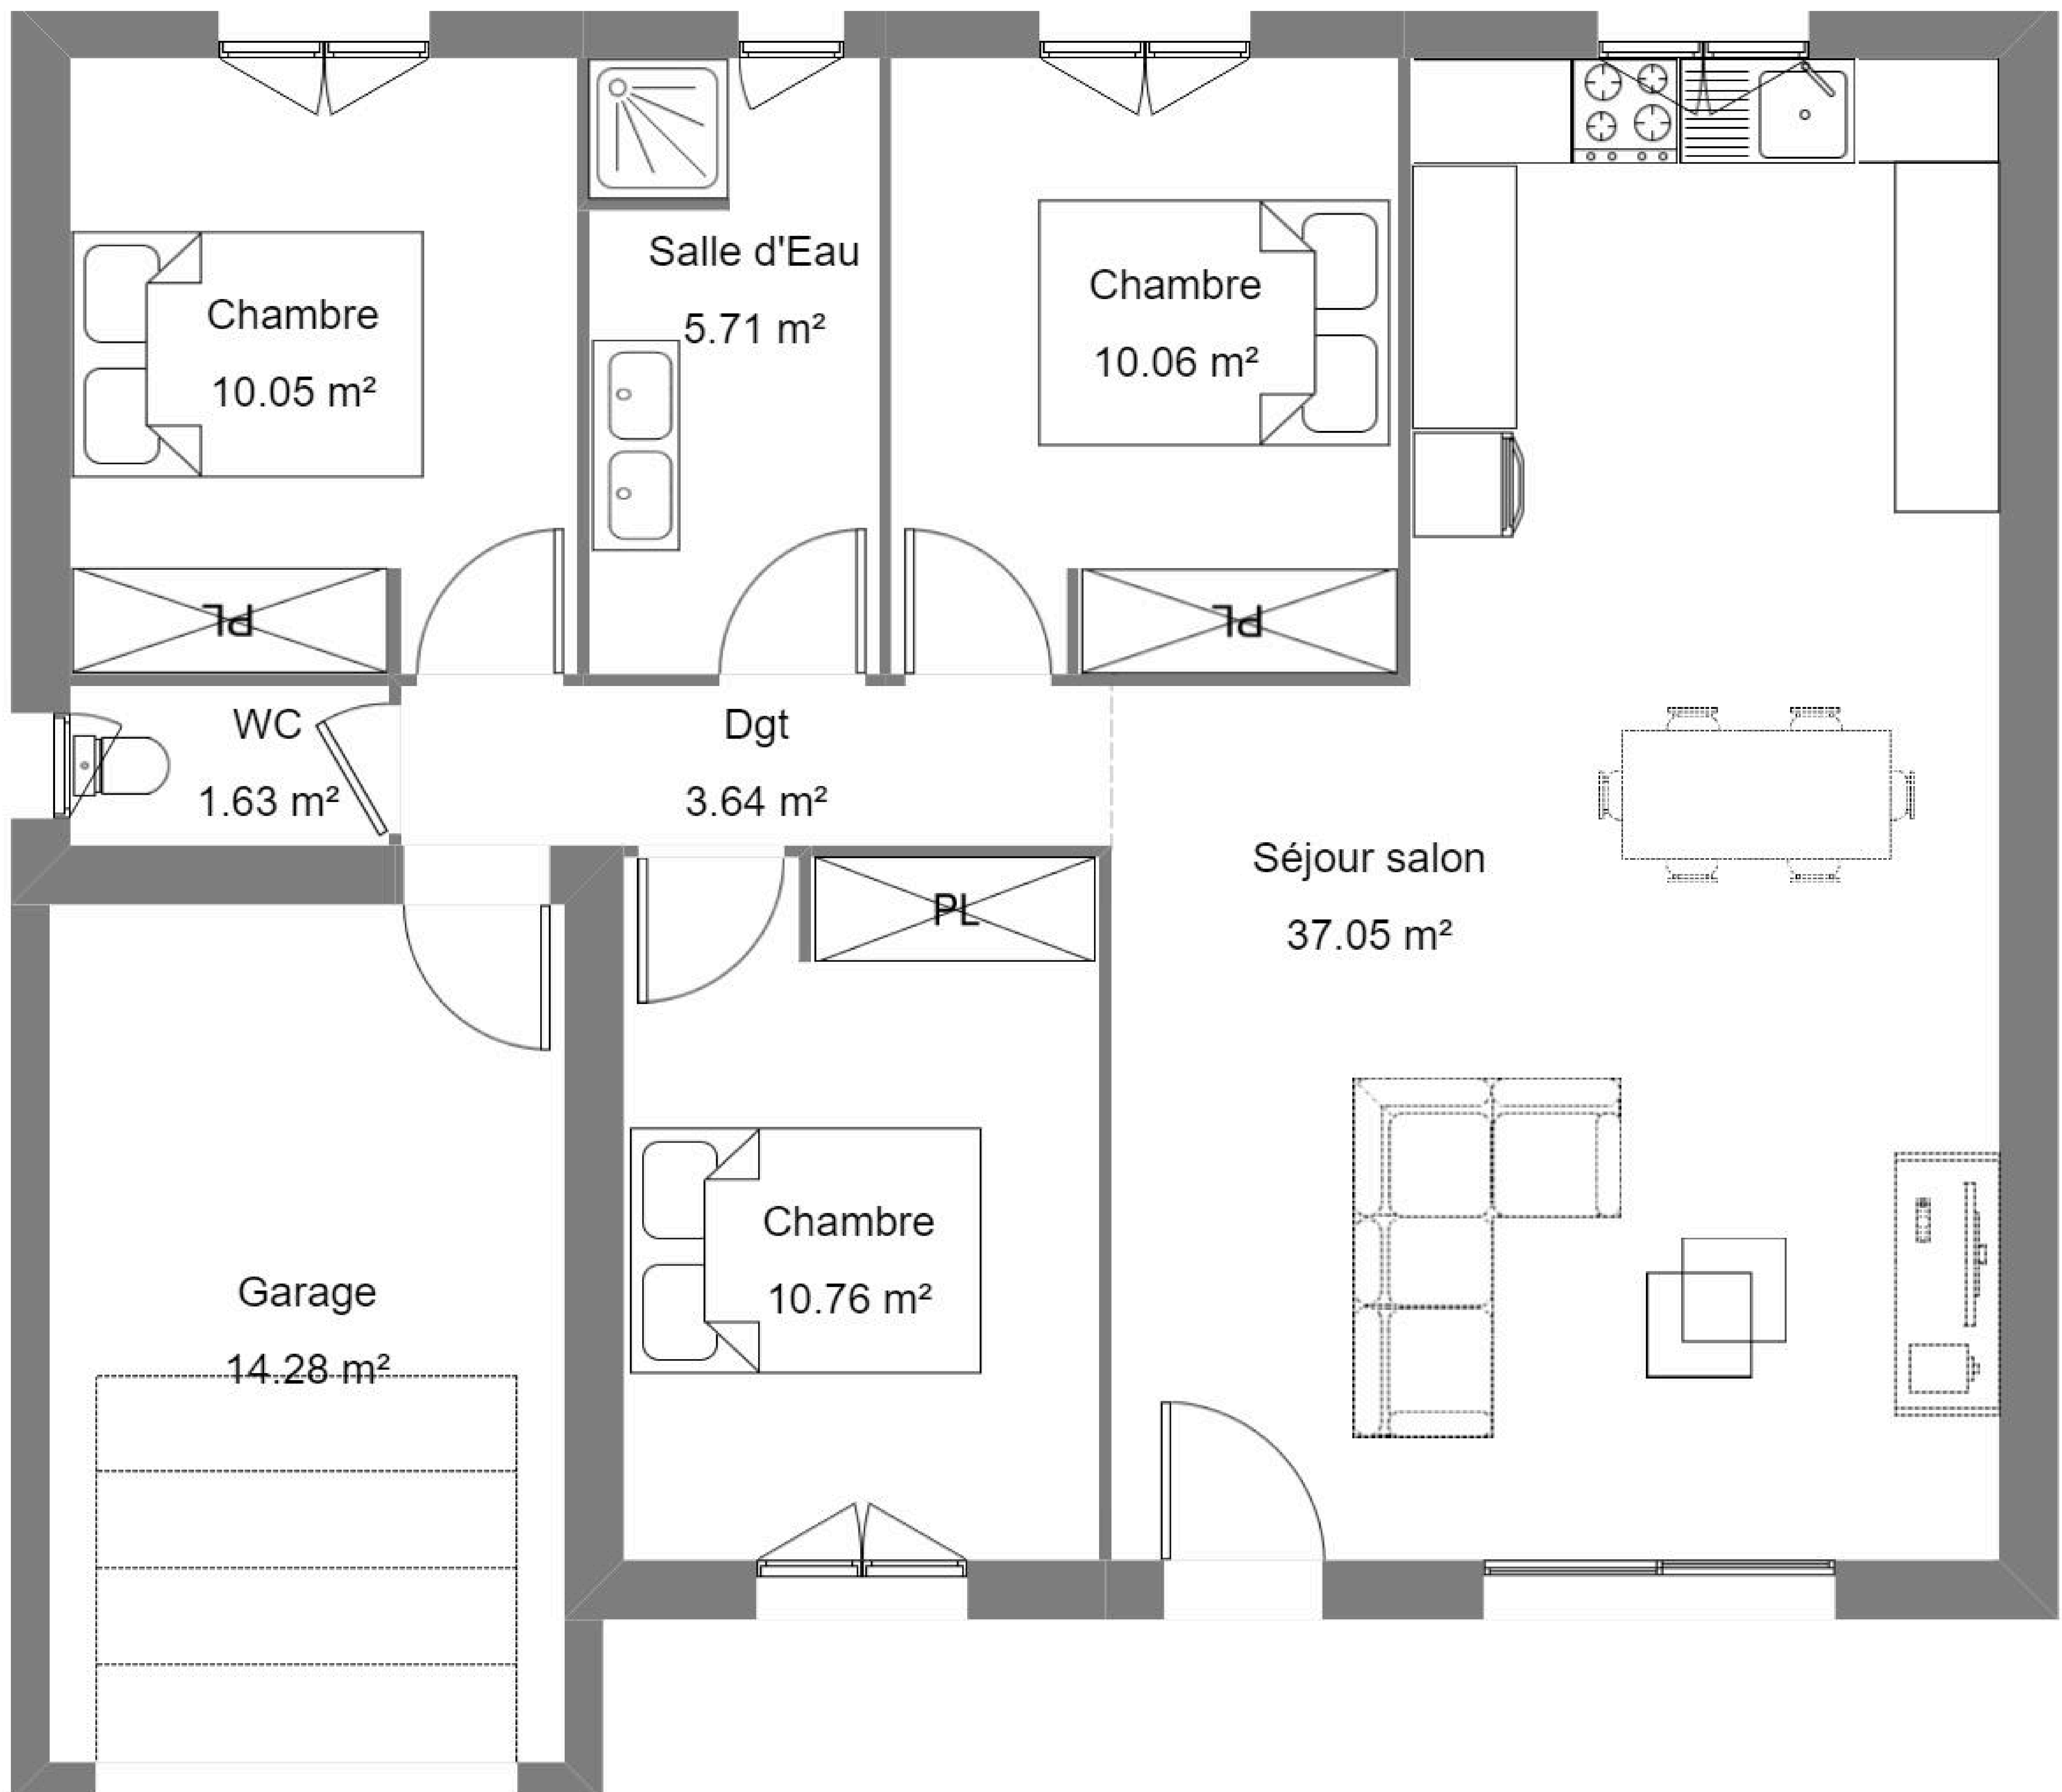 Chambre
10.05 m²
Salle d'Eau
5.71 m²
Chambre
10.06 m²
PL
PL
WC
1.63 m²
Dgt
3.64 m²
Séjour salon
37.05 m²
PL
Chambre
10.76 m²
Garage
14.28 m²